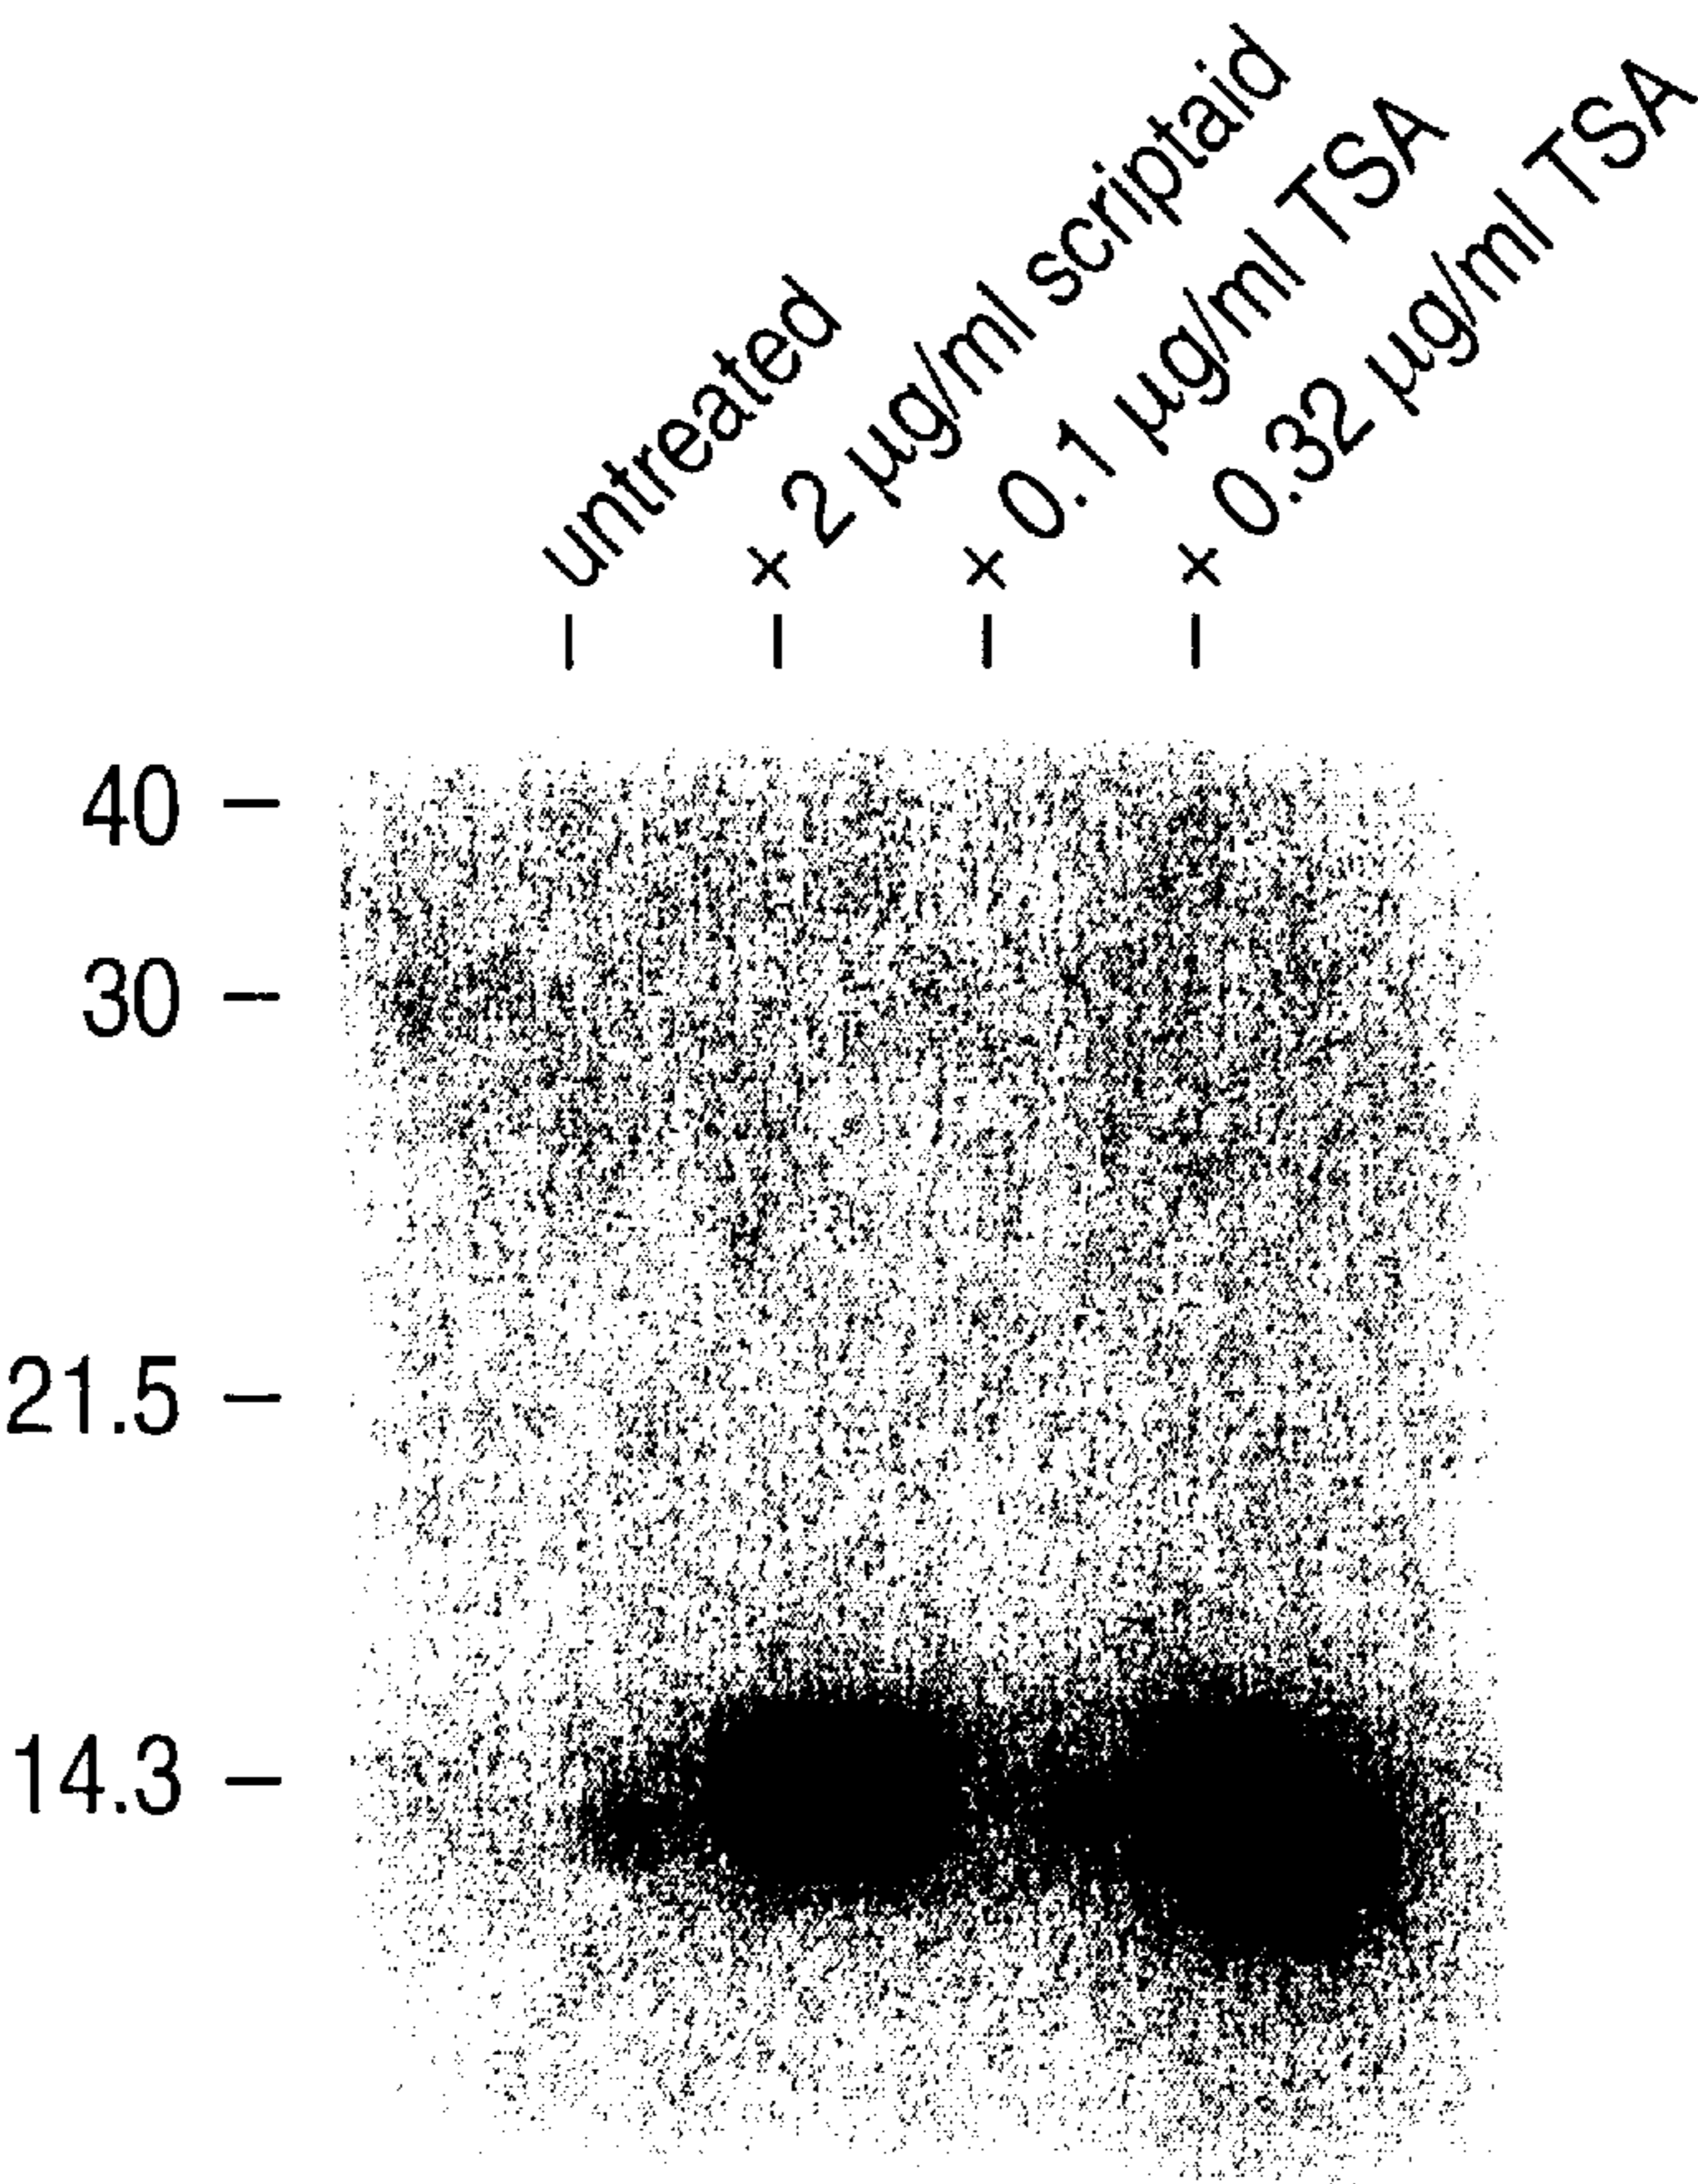 untreated
+ 2 µg/ml scriptaid
+ 0.1 µg/ml TSA
+ 0.32 µg/ml TSA
40
30
21.5
14.3